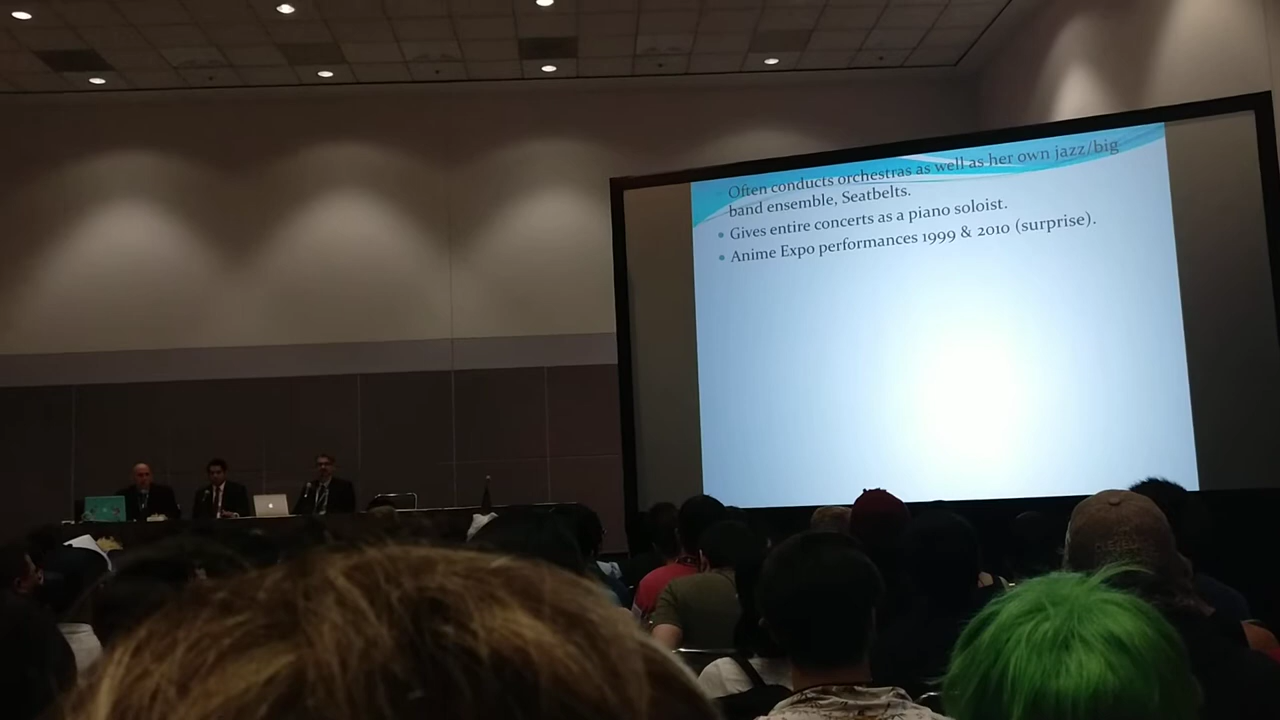 Often conducts orchestras as well as her own jazz/big
band ensemble, Seatbelts.
• Gives entire concerts as a piano soloist.
• Anime Expo performances 1999 & 2010 (surprise).